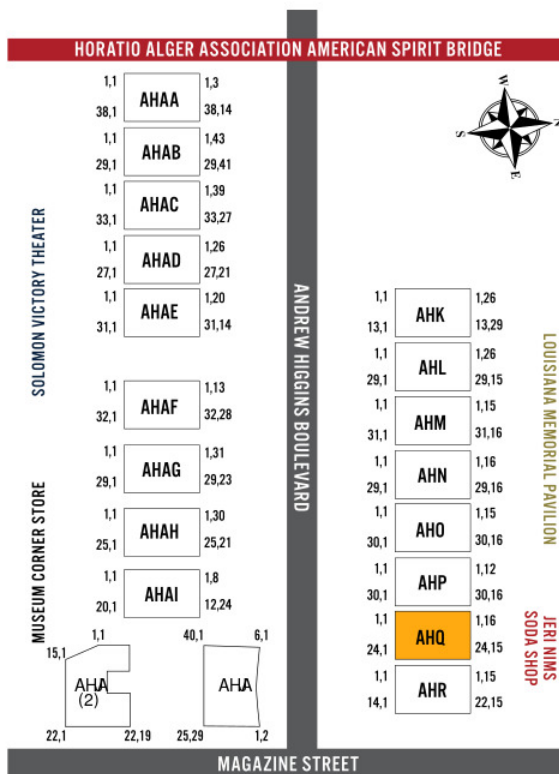 HORATIO ALGER ASSOCIATION AMERICAN SPIRIT BRIDGE
W
N
S
E
SOLOMON VICTORY THEATER
MUSEUM CORNER STORE
1,1 1,3
AHAA
38,1 38,14
1,1 1,43
AHAB
29,1 29,41
1,1 1,39
AHAC
33,1 33,27
1,1 1,26
AHAD
27,1 27,21
1,1 1,20
AHAE
31,1 31,14
1,1 1,13
AHAF
32,1 32,28
1,1 1,31
AHAG
29,1 29,23
1,1 1,30
AHAH
25,1 25,21
1,1 1,8
AHAI
20,1 12,24
1,1
15,1
AHA
(2)
22,1 22,19
40,1 6,1
AHA
25,29 1,2
ANDREW HIGGINS BOULEVARD
1,1 1,26
AHK
13,1 13,29
1,1 1,26
AHL
29,1 29,15
1,1 1,15
AHM
31,1 31,16
1,1 1,16
AHN
29,1 29,16
1,1 1,15
AHO
30,1 30,16
1,1 1,12
AHP
30,1 30,16
1,1 1,16
AHQ
24,1 24,15
1,1 1,15
AHR
14,1 22,15
LOUISIANA MEMORIAL PAVILION
JERI NIMS
SODA SHOP
MAGAZINE STREET